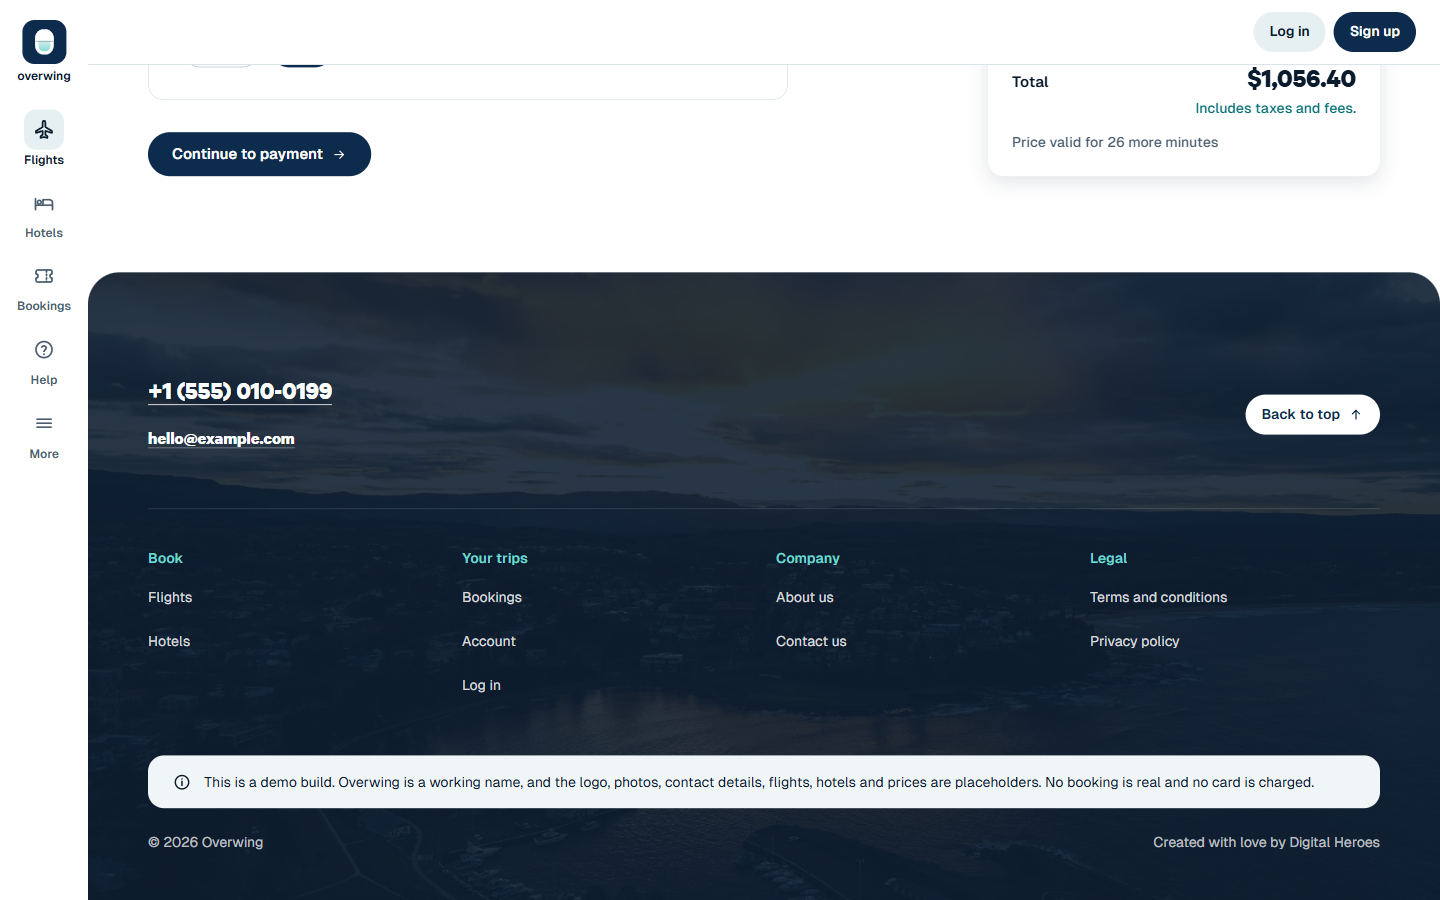 overwing
Flights
Hotels
Bookings
Help
More
Log in
Sign up
Total
$1,056.40
Includes taxes and fees.
Price valid for 26 more minutes
Continue to payment
+1 (555) 010-0199
hello@example.com
Back to top
Book
Flights
Hotels
Your trips
Bookings
Account
Log in
Company
About us
Contact us
Legal
Terms and conditions
Privacy policy
This is a demo build. Overwing is a working name, and the logo, photos, contact details, flights, hotels and prices are placeholders. No booking is real and no card is charged.
© 2026 Overwing
Created with love by Digital Heroes